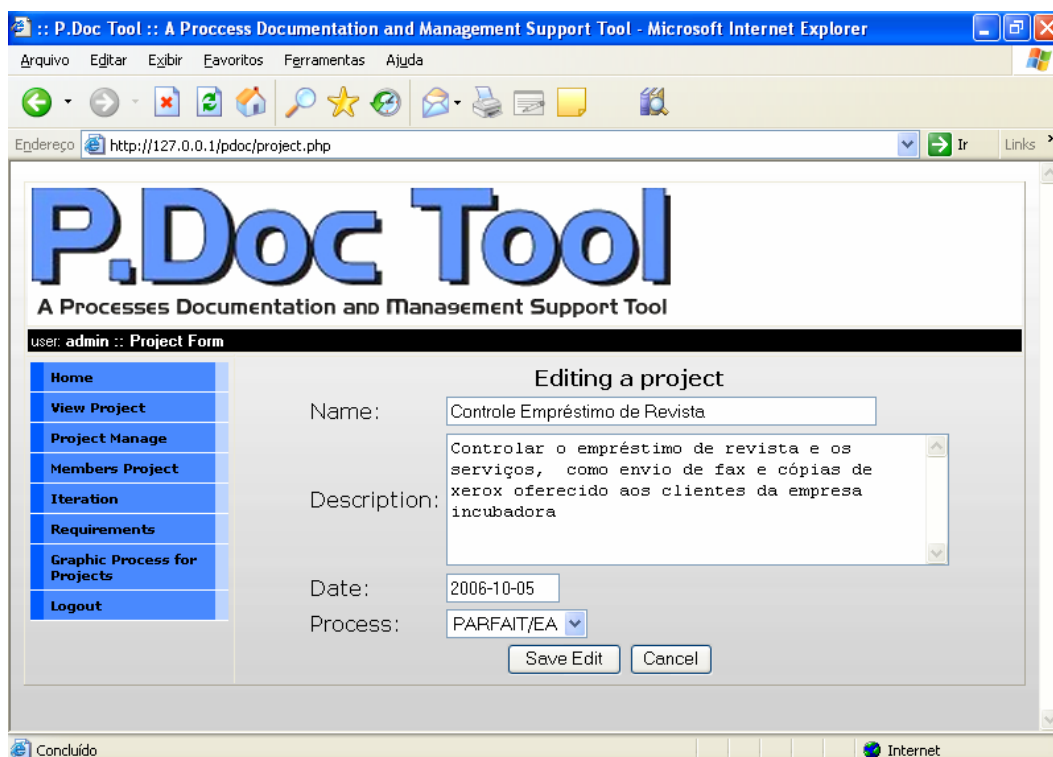 :: P.Doc Tool :: A Proccess Documentation and Management Support Tool - Microsoft Internet Explorer
Arquivo Editar Exibir Favoritos Ferramentas Ajuda
Endereço http://127.0.0.1/pdoc/project.php Ir Links
P.Doc Tool
A Processes Documentation and Management Support Tool
user: admin :: Project Form
Home
View Project
Project Manage
Members Project
Iteration
Requirements
Graphic Process for
Projects
Logout
Editing a project
Name: Controle Empréstimo de Revista
Description:
Controlar o empréstimo de revista e os
serviços, como envio de fax e cópias de
xerox oferecido aos clientes da empresa
incubadora
Date: 2006-10-05
Process: PARFAIT/EA
Save Edit Cancel
Concluído Internet